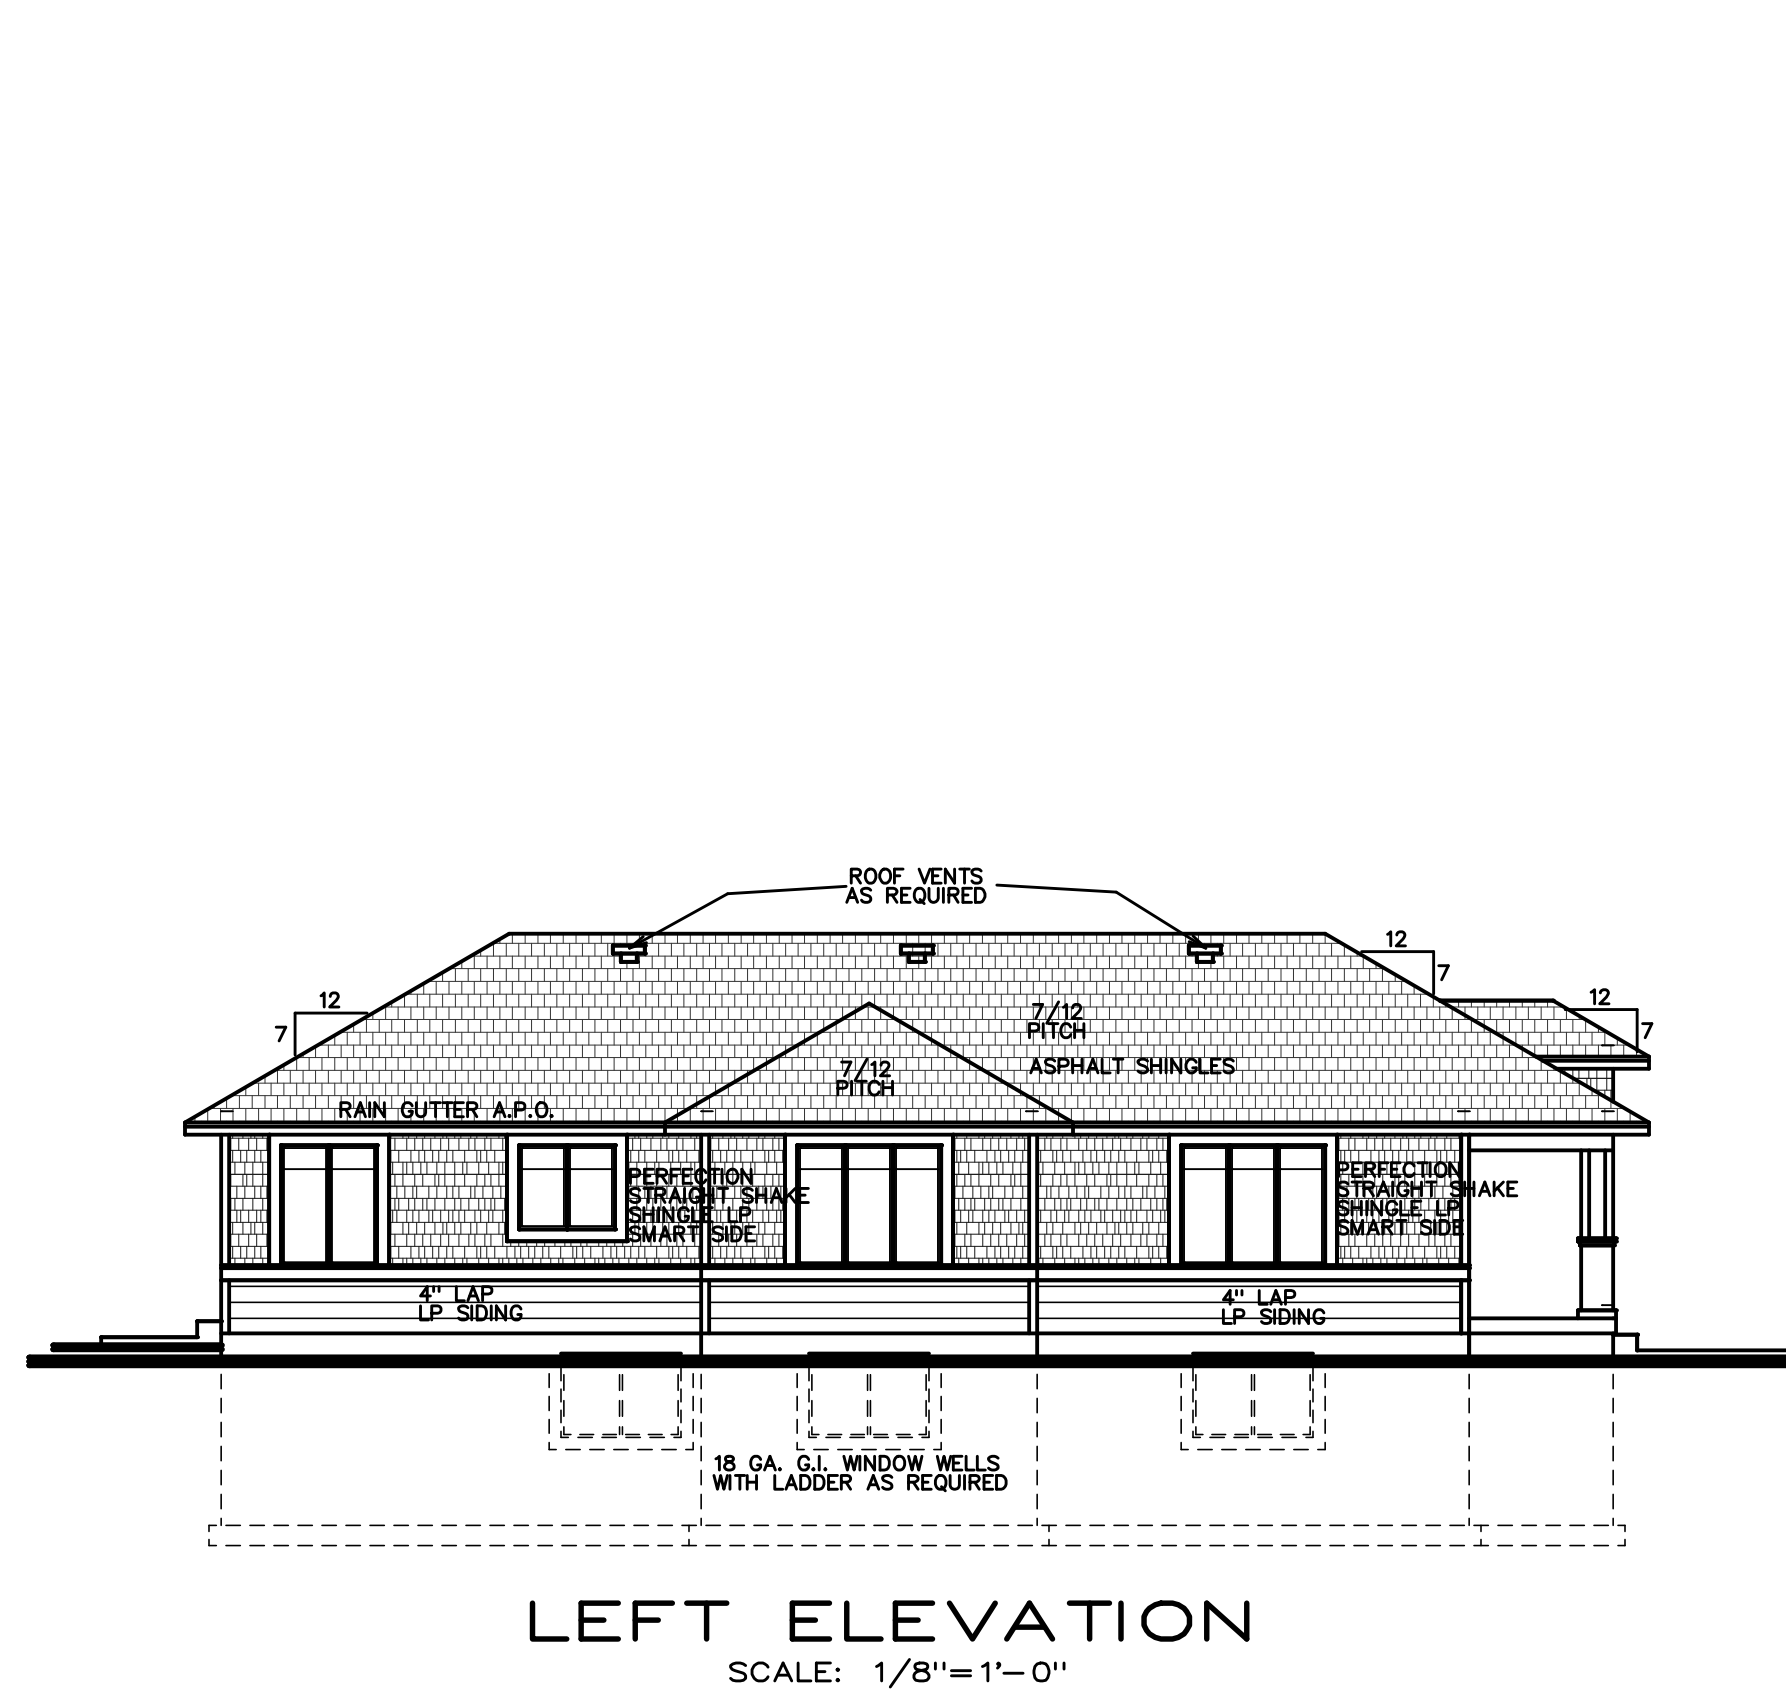 ROOF VENTS
AS REQUIRED
12
7
12
7
12
7
7/12
PITCH
ASPHALT SHINGLES
7/12
PITCH
RAIN GUTTER A.P.O.
PERFECTION
STRAIGHT SHAKE
SHINGLE LP
SMART SIDE
PERFECTION
STRAIGHT SHAKE
SHINGLE LP
SMART SIDE
4" LAP
LP SIDING
4" LAP
LP SIDING
18 GA. G.I. WINDOW WELLS
WITH LADDER AS REQUIRED
LEFT ELEVATION
SCALE: 1/8"=1'-0"